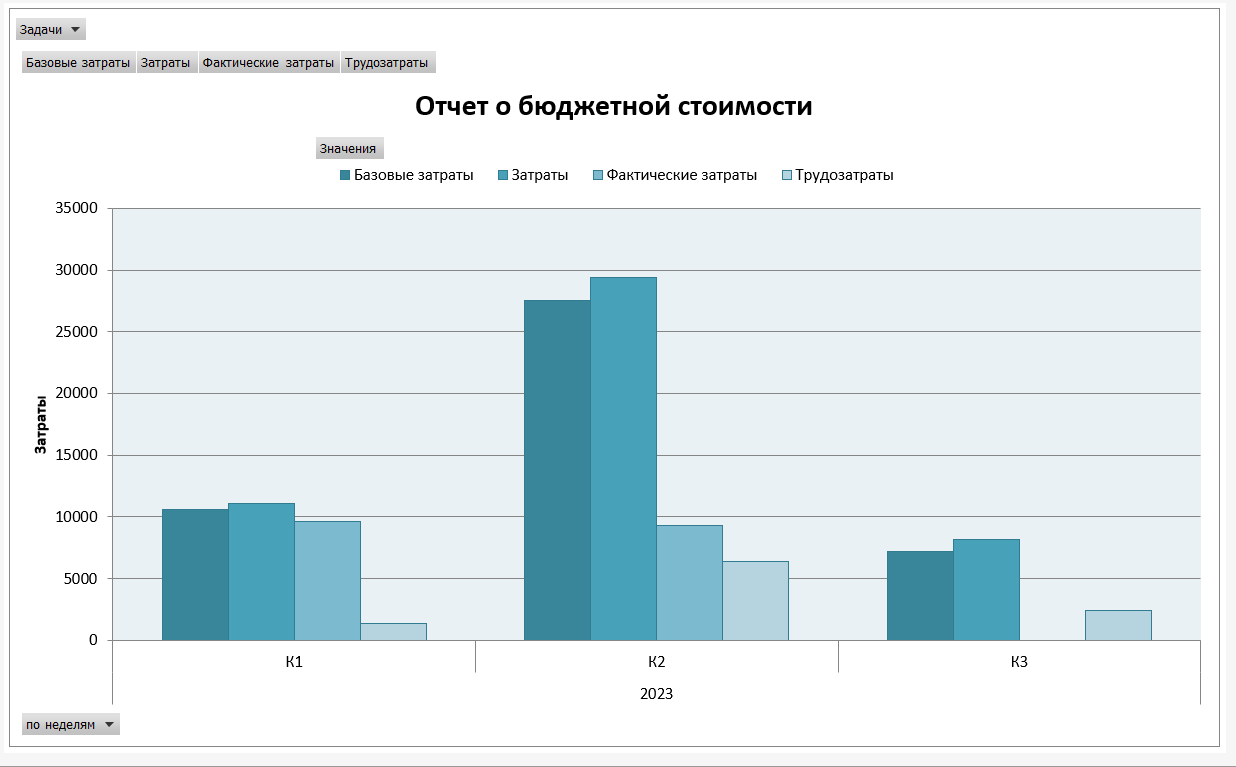 Задачи
Базовые затраты Затраты Фактические затраты Трудозатраты
Отчет о бюджетной стоимости
Значения
Базовые затраты Затраты Фактические затраты Трудозатраты
35000
30000
25000
20000
15000
10000
5000
0
Затраты
К1 К2 К3
2023
по неделям